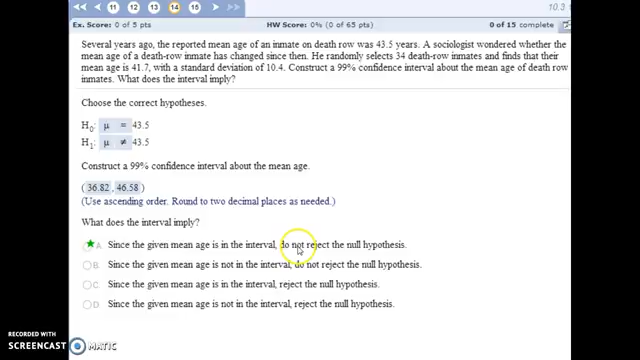 11 12 13 14 15 10.3
Ex. Score: 0 of 5 pts HW Score: 0% (0 of 65 pts) 0 of 15 complete
Several years ago, the reported mean age of an inmate on death row was 43.5 years. A sociologist wondered whether the
mean age of a death-row inmate has changed since then. He randomly selects 34 death-row inmates and finds that their
mean age is 41.7, with a standard deviation of 10.4. Construct a 99% confidence interval about the mean age of death row
inmates. What does the interval imply?
Choose the correct hypotheses.
H0: μ = 43.5
H1: μ ≠ 43.5
Construct a 99% confidence interval about the mean age.
( 36.82 , 46.58 )
(Use ascending order. Round to two decimal places as needed.)
What does the interval imply?
A. Since the given mean age is in the interval, do not reject the null hypothesis.
B. Since the given mean age is not in the interval, do not reject the null hypothesis.
C. Since the given mean age is in the interval, reject the null hypothesis.
D. Since the given mean age is not in the interval, reject the null hypothesis.
RECORDED WITH
SCREENCAST MATIC